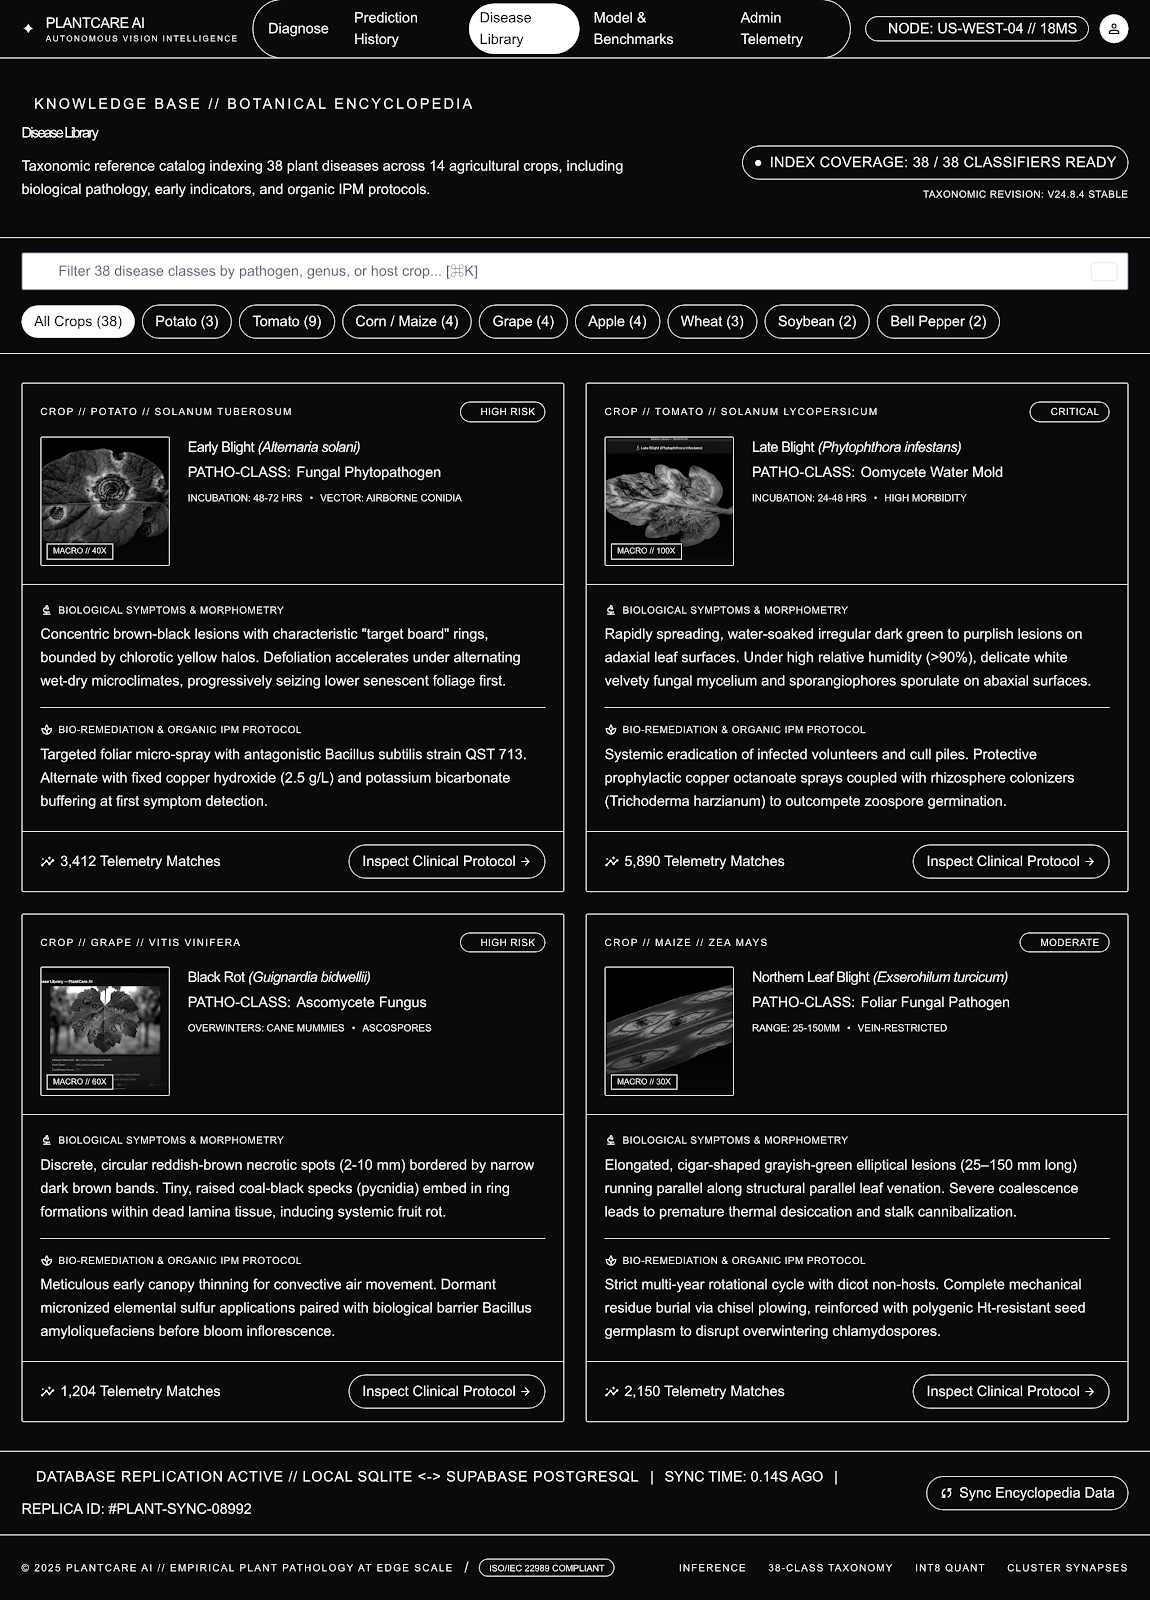 PLANTCARE AI
AUTONOMOUS VISION INTELLIGENCE
Diagnose
Prediction
History
Disease
Library
Model &
Benchmarks
Admin
Telemetry
NODE: US-WEST-04 // 18MS
KNOWLEDGE BASE // BOTANICAL ENCYCLOPEDIA
Disease Library
Taxonomic reference catalog indexing 38 plant diseases across 14 agricultural crops, including
biological pathology, early indicators, and organic IPM protocols.
INDEX COVERAGE: 38 / 38 CLASSIFIERS READY
TAXONOMIC REVISION: V24.8.4 STABLE
Filter 38 disease classes by pathogen, genus, or host crop... [⌘K]
All Crops (38)
Potato (3)
Tomato (9)
Corn / Maize (4)
Grape (4)
Apple (4)
Wheat (3)
Soybean (2)
Bell Pepper (2)
CROP // POTATO // SOLANUM TUBEROSUM
HIGH RISK
MACRO // 40X
Early Blight (Alternaria solani)
PATHO-CLASS: Fungal Phytopathogen
INCUBATION: 48-72 HRS • VECTOR: AIRBORNE CONIDIA
BIOLOGICAL SYMPTOMS & MORPHOMETRY
Concentric brown-black lesions with characteristic "target board" rings,
bounded by chlorotic yellow halos. Defoliation accelerates under alternating
wet-dry microclimates, progressively seizing lower senescent foliage first.
BIO-REMEDIATION & ORGANIC IPM PROTOCOL
Targeted foliar micro-spray with antagonistic Bacillus subtilis strain QST 713.
Alternate with fixed copper hydroxide (2.5 g/L) and potassium bicarbonate
buffering at first symptom detection.
3,412 Telemetry Matches
Inspect Clinical Protocol →
CROP // TOMATO // SOLANUM LYCOPERSICUM
CRITICAL
Late Blight (Phytophthora infestans)
MACRO // 100X
Late Blight (Phytophthora infestans)
PATHO-CLASS: Oomycete Water Mold
INCUBATION: 24-48 HRS • HIGH MORBIDITY
BIOLOGICAL SYMPTOMS & MORPHOMETRY
Rapidly spreading, water-soaked irregular dark green to purplish lesions on
adaxial leaf surfaces. Under high relative humidity (>90%), delicate white
velvety fungal mycelium and sporangiophores sporulate on abaxial surfaces.
BIO-REMEDIATION & ORGANIC IPM PROTOCOL
Systemic eradication of infected volunteers and cull piles. Protective
prophylactic copper octanoate sprays coupled with rhizosphere colonizers
(Trichoderma harzianum) to outcompete zoospore germination.
5,890 Telemetry Matches
Inspect Clinical Protocol →
CROP // GRAPE // VITIS VINIFERA
HIGH RISK
ase Library — PlantCare AI
MACRO // 60X
Black Rot (Guignardia bidwellii)
PATHO-CLASS: Ascomycete Fungus
OVERWINTERS: CANE MUMMIES • ASCOSPORES
BIOLOGICAL SYMPTOMS & MORPHOMETRY
Discrete, circular reddish-brown necrotic spots (2-10 mm) bordered by narrow
dark brown bands. Tiny, raised coal-black specks (pycnidia) embed in ring
formations within dead lamina tissue, inducing systemic fruit rot.
BIO-REMEDIATION & ORGANIC IPM PROTOCOL
Meticulous early canopy thinning for convective air movement. Dormant
micronized elemental sulfur applications paired with biological barrier Bacillus
amyloliquefaciens before bloom inflorescence.
1,204 Telemetry Matches
Inspect Clinical Protocol →
CROP // MAIZE // ZEA MAYS
MODERATE
MACRO // 30X
Northern Leaf Blight (Exserohilum turcicum)
PATHO-CLASS: Foliar Fungal Pathogen
RANGE: 25-150MM • VEIN-RESTRICTED
BIOLOGICAL SYMPTOMS & MORPHOMETRY
Elongated, cigar-shaped grayish-green elliptical lesions (25–150 mm long)
running parallel along structural parallel leaf venation. Severe coalescence
leads to premature thermal desiccation and stalk cannibalization.
BIO-REMEDIATION & ORGANIC IPM PROTOCOL
Strict multi-year rotational cycle with dicot non-hosts. Complete mechanical
residue burial via chisel plowing, reinforced with polygenic Ht-resistant seed
germplasm to disrupt overwintering chlamydospores.
2,150 Telemetry Matches
Inspect Clinical Protocol →
DATABASE REPLICATION ACTIVE // LOCAL SQLITE <-> SUPABASE POSTGRESQL | SYNC TIME: 0.14S AGO |
REPLICA ID: #PLANT-SYNC-08992
Sync Encyclopedia Data
© 2025 PLANTCARE AI // EMPIRICAL PLANT PATHOLOGY AT EDGE SCALE / ISO/IEC 22989 COMPLIANT
INFERENCE
38-CLASS TAXONOMY
INT8 QUANT
CLUSTER SYNAPSES